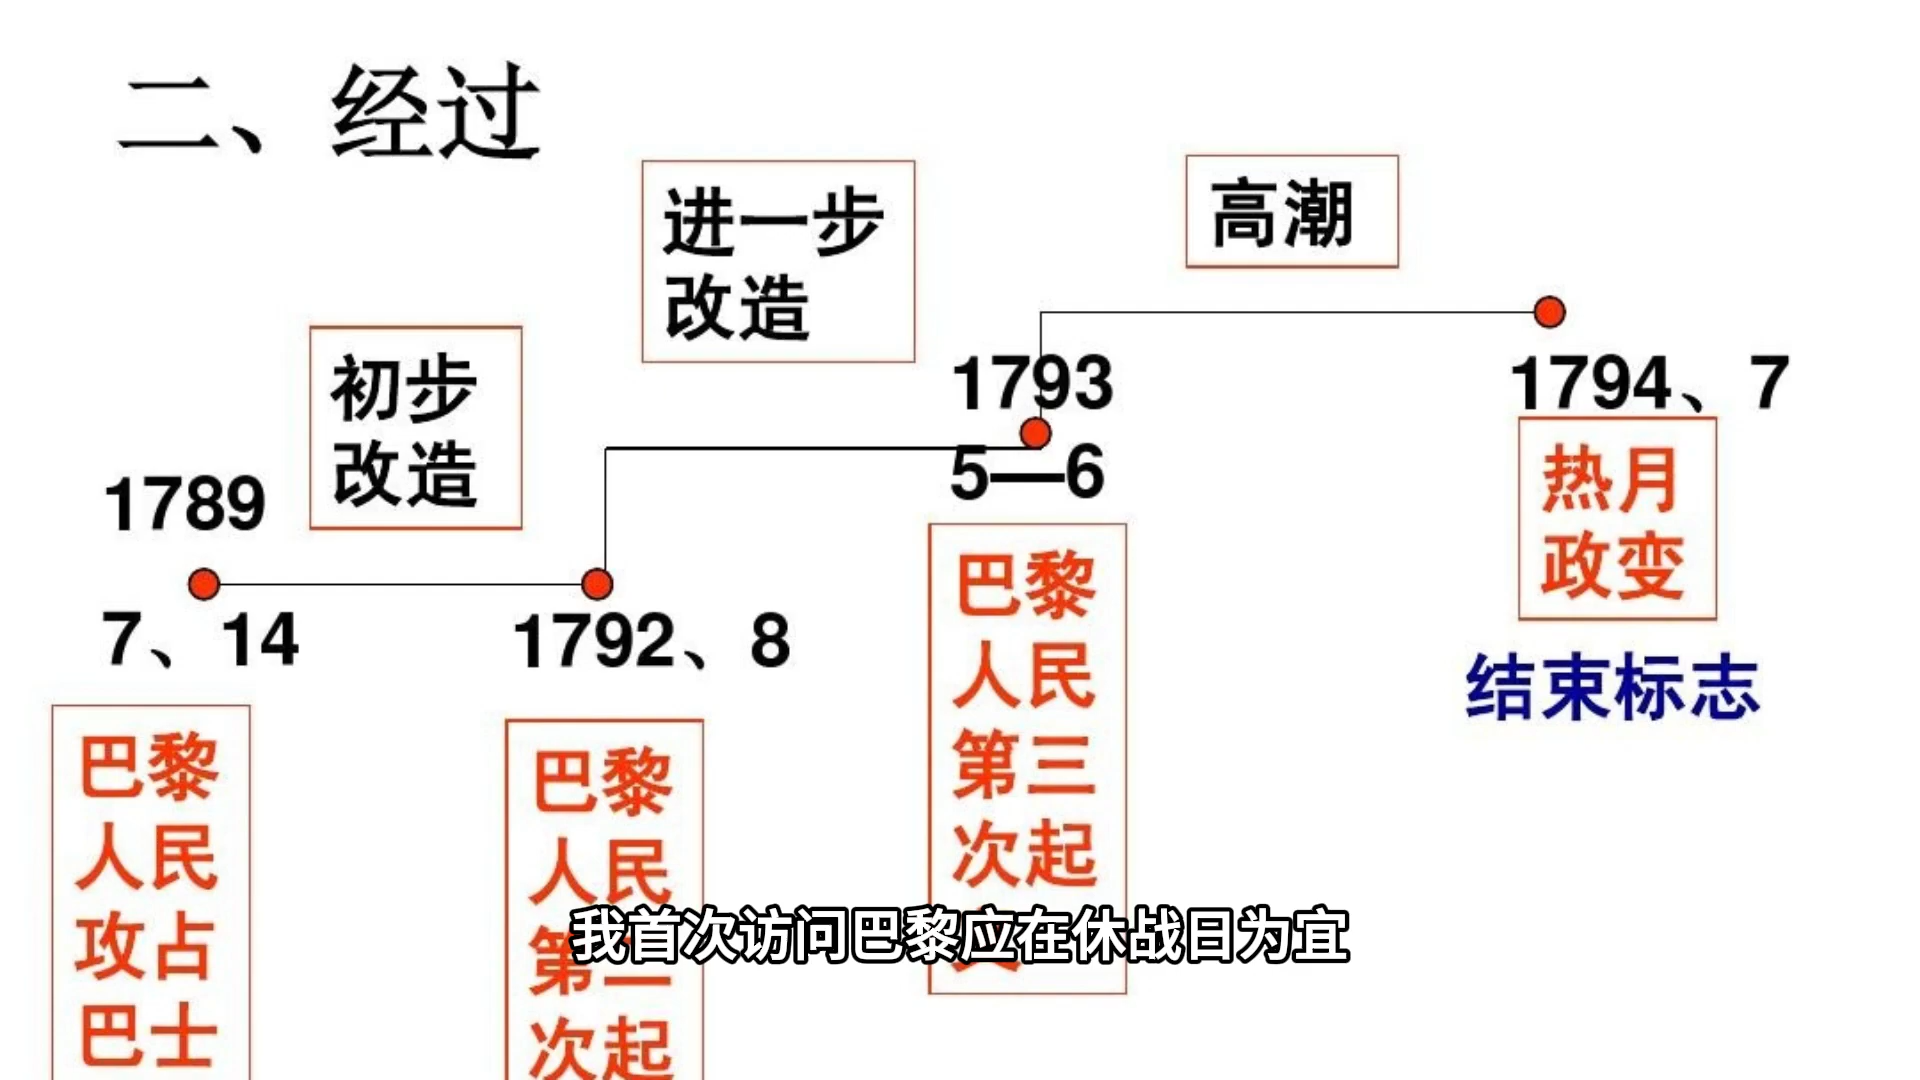 二、经过
进一步
改造
高潮
初步
改造
1793
5—6
1794、7
热月
政变
结束标志
1789
7、14
1792、8
巴黎
人民
第三
次起
巴黎
人民
攻占
巴士
巴黎
人民
第二
次起
我首次访问巴黎应在休战日为宜